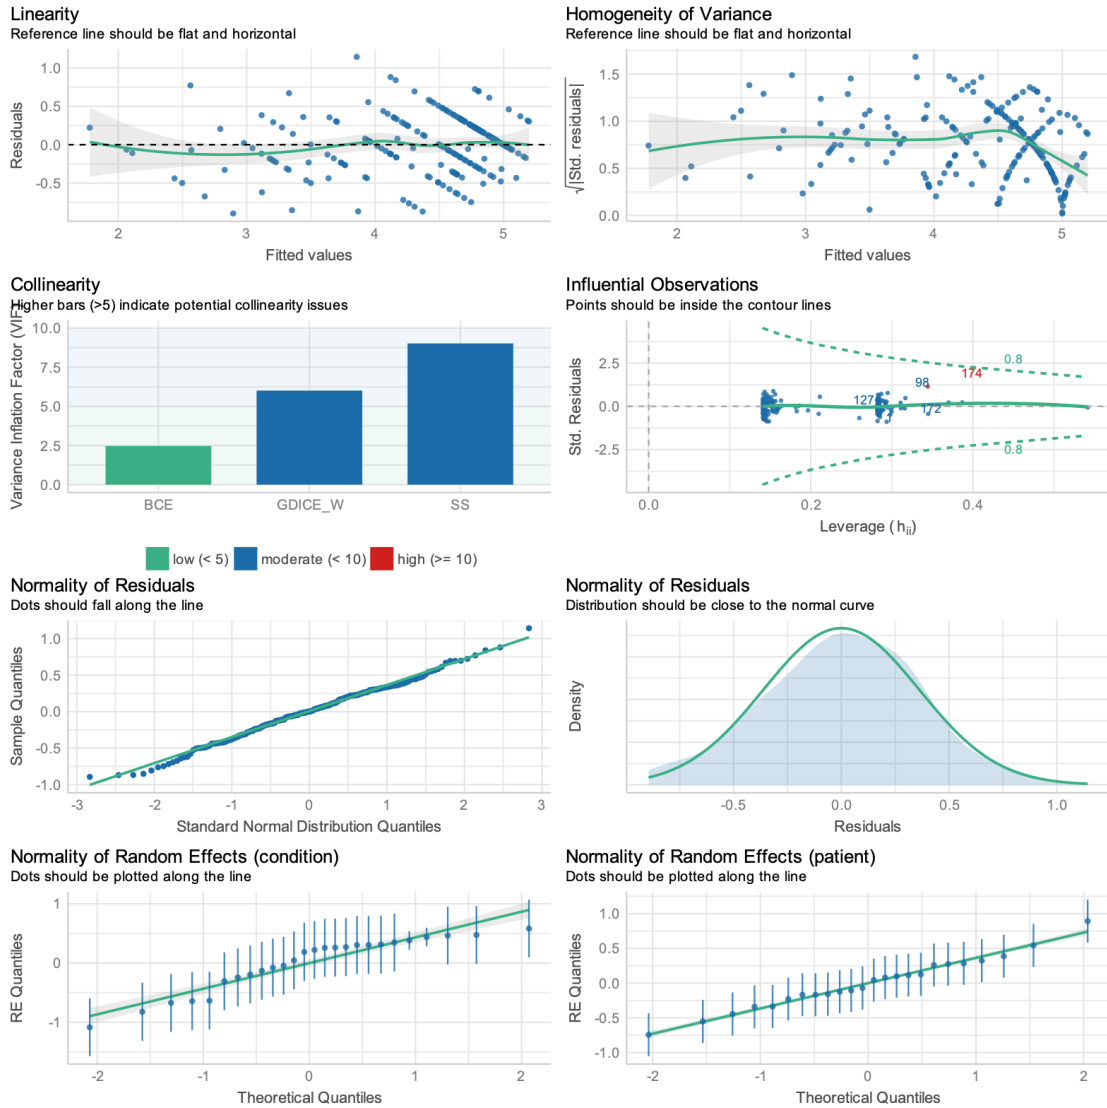 Linearity
Reference line should be flat and horizontal
1.0
0.5
0.0
-0.5
Residuals
2
3
4
5
Fitted values
Homogeneity of Variance
Reference line should be flat and horizontal
1.5
1.0
0.5
0.0
√|Std. residuals|
2
3
4
5
Fitted values
Collinearity
Higher bars (>5) indicate potential collinearity issues
10.0
7.5
5.0
2.5
0.0
Variance Inflation Factor (VIF)
BCE
GDICE_W
SS
low (< 5)
moderate (< 10)
high (>= 10)
Influential Observations
Points should be inside the contour lines
2.5
0.0
-2.5
Std. Residuals
0.8
174
98
127
172
1
0.8
0.0
0.2
0.4
Leverage ( hii)
Normality of Residuals
Dots should fall along the line
1.0
0.5
0.0
-0.5
-1.0
Sample Quantiles
-3
-2
-1
0
1
2
3
Standard Normal Distribution Quantiles
Normality of Residuals
Distribution should be close to the normal curve
Density
-0.5
0.0
0.5
1.0
Residuals
Normality of Random Effects (condition)
Dots should be plotted along the line
1
0
-1
RE Quantiles
-2
-1
0
1
2
Theoretical Quantiles
Normality of Random Effects (patient)
Dots should be plotted along the line
1.0
0.5
0.0
-0.5
-1.0
RE Quantiles
-2
-1
0
1
2
Theoretical Quantiles